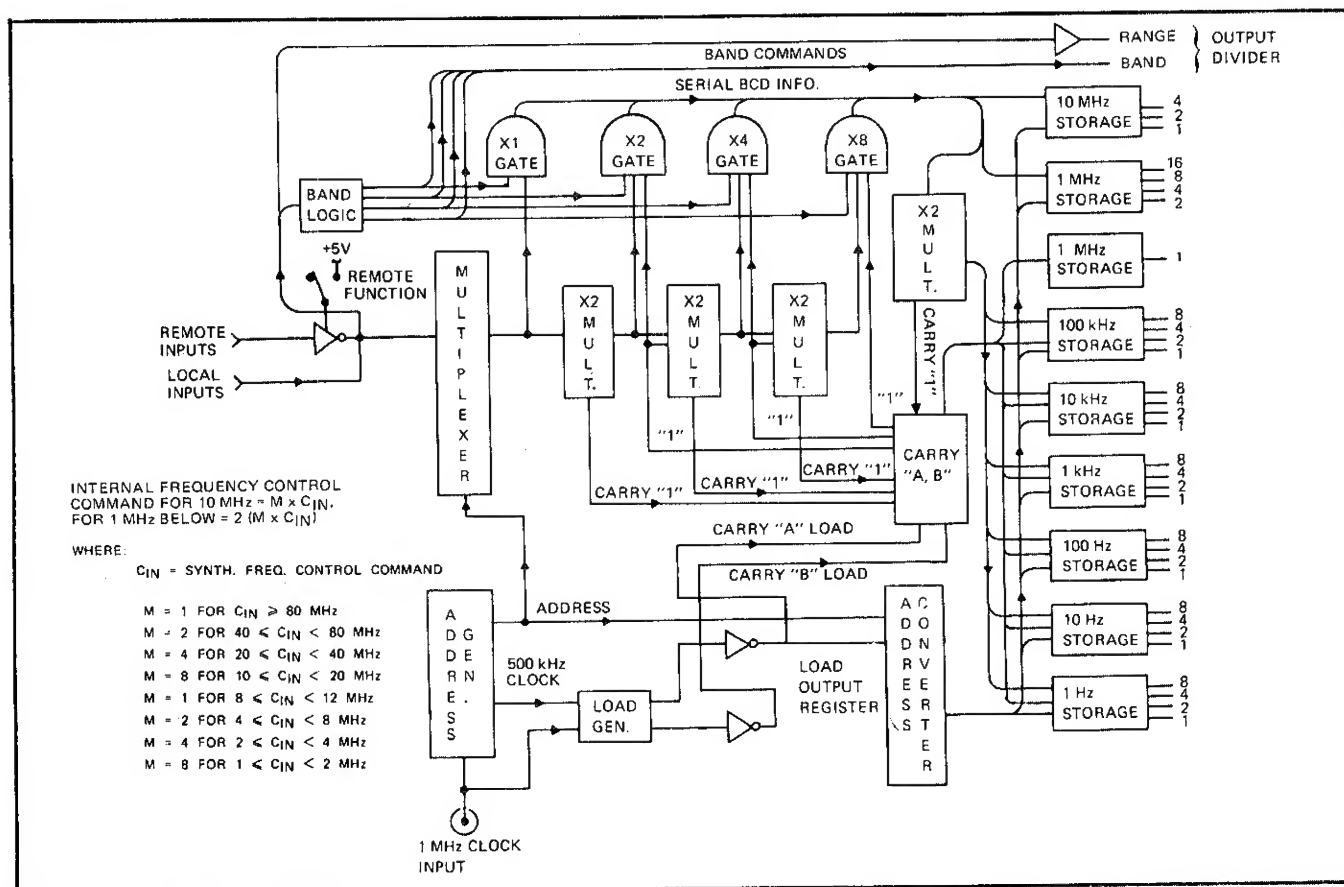 RANGE
BAND
OUTPUT
DIVIDER
BAND COMMANDS
SERIAL BCD INFO.
X1
GATE
X2
GATE
X4
GATE
X8
GATE
10 MHz
STORAGE
4
2
1
1 MHz
STORAGE
16
8
4
2
BAND
LOGIC
X2
MULT.
+5V
REMOTE
FUNCTION
1 MHz
STORAGE
1
REMOTE
INPUTS
LOCAL
INPUTS
MULTIPLEXER
X2
MULT.
X2
MULT.
X2
MULT.
CARRY "1"
100 kHz
STORAGE
8
4
2
1
10 kHz
STORAGE
8
4
2
1
"1"
"1"
"1"
CARRY
"A, B"
CARRY "1"
CARRY "1"
CARRY "1"
1 kHz
STORAGE
8
4
2
1
INTERNAL FREQUENCY CONTROL
COMMAND FOR 10 MHz = M x CIN,
FOR 1 MHz BELOW = 2 (M x CIN)
WHERE:
CIN = SYNTH. FREQ. CONTROL COMMAND
M = 1 FOR CIN ⩾ 80 MHz
M = 2 FOR 40 ⩽ CIN < 80 MHz
M = 4 FOR 20 ⩽ CIN < 40 MHz
M = 8 FOR 10 ⩽ CIN < 20 MHz
M = 1 FOR 8 ⩽ CIN < 12 MHz
M = 2 FOR 4 ⩽ CIN < 8 MHz
M = 4 FOR 2 ⩽ CIN < 4 MHz
M = 8 FOR 1 ⩽ CIN < 2 MHz
CARRY "A" LOAD
CARRY "B" LOAD
100 Hz
STORAGE
8
4
2
1
ADDRESS
GEN.
ADDRESS
500 kHz
CLOCK
LOAD
GEN.
LOAD
OUTPUT
REGISTER
ADDRESS
CONVERTER
10 Hz
STORAGE
8
4
2
1
1 Hz
STORAGE
8
4
2
1
1 MHz CLOCK
INPUT